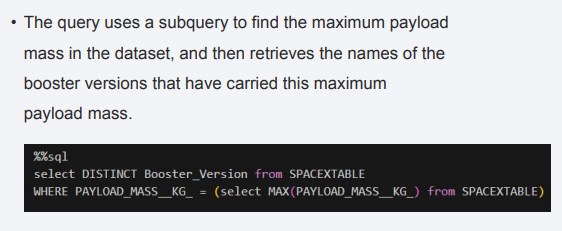 • The query uses a subquery to find the maximum payload
mass in the dataset, and then retrieves the names of the
booster versions that have carried this maximum
payload mass.
%%sql
select DISTINCT Booster_Version from SPACEXTABLE
WHERE PAYLOAD_MASS__KG_ = (select MAX(PAYLOAD_MASS__KG_) from SPACEXTABLE)